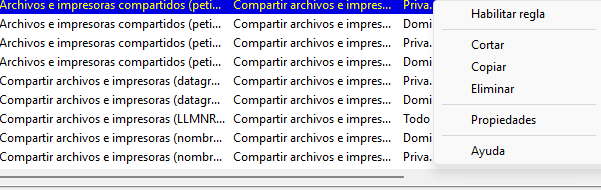 Archivos e impresoras compartidos (peti... Compartir archivos e impres... Priva.
Archivos e impresoras compartidos (peti... Compartir archivos e impres... Domi
Archivos e impresoras compartidos (peti... Compartir archivos e impres... Priva.
Archivos e impresoras compartidos (peti... Compartir archivos e impres... Domi
Compartir archivos e impresoras (datagr... Compartir archivos e impres... Priva.
Compartir archivos e impresoras (datagr... Compartir archivos e impres... Domi
Compartir archivos e impresoras (LLMNR... Compartir archivos e impres... Todo
Compartir archivos e impresoras (nombr... Compartir archivos e impres... Domi
Compartir archivos e impresoras (nombr... Compartir archivos e impres... Priva.
Habilitar regla
Cortar
Copiar
Eliminar
Propiedades
Ayuda